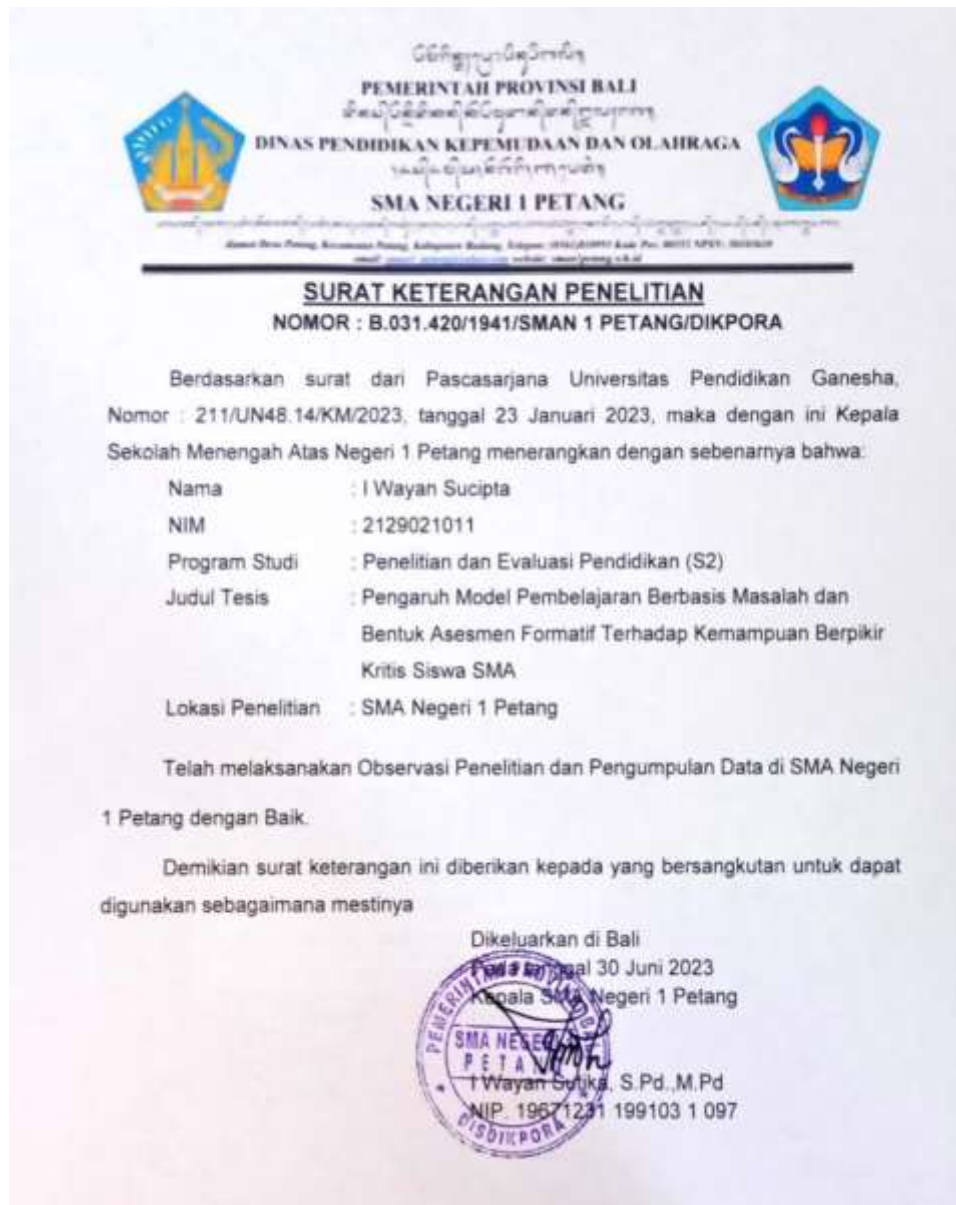 PEMERINTAH PROVINSI BALI
DINAS PENDIDIKAN KEPEMUDAAN DAN OLAHRAGA
SMA NEGERI 1 PETANG
SURAT KETERANGAN PENELITIAN
NOMOR : B.031.420/1941/SMAN 1 PETANG/DIKPORA
Berdasarkan surat dari Pascasarjana Universitas Pendidikan Ganesha,
Nomor : 211/UN48.14/KM/2023, tanggal 23 Januari 2023, maka dengan ini Kepala
Sekolah Menengah Atas Negeri 1 Petang menerangkan dengan sebenarnya bahwa:
Nama : I Wayan Sucipta
NIM : 2129021011
Program Studi : Penelitian dan Evaluasi Pendidikan (S2)
Judul Tesis : Pengaruh Model Pembelajaran Berbasis Masalah dan
Bentuk Asesmen Formatif Terhadap Kemampuan Berpikir
Kritis Siswa SMA
Lokasi Penelitian : SMA Negeri 1 Petang
Telah melaksanakan Observasi Penelitian dan Pengumpulan Data di SMA Negeri
1 Petang dengan Baik.
Demikian surat keterangan ini diberikan kepada yang bersangkutan untuk dapat
digunakan sebagaimana mestinya
Dikeluarkan di Bali
Pada tanggal 30 Juni 2023
Kepala SMA Negeri 1 Petang
SMA NEGERI
PETANG
DISDIKPORA
I Wayan Sutika, S.Pd.,M.Pd
NIP. 19671231 199103 1 097